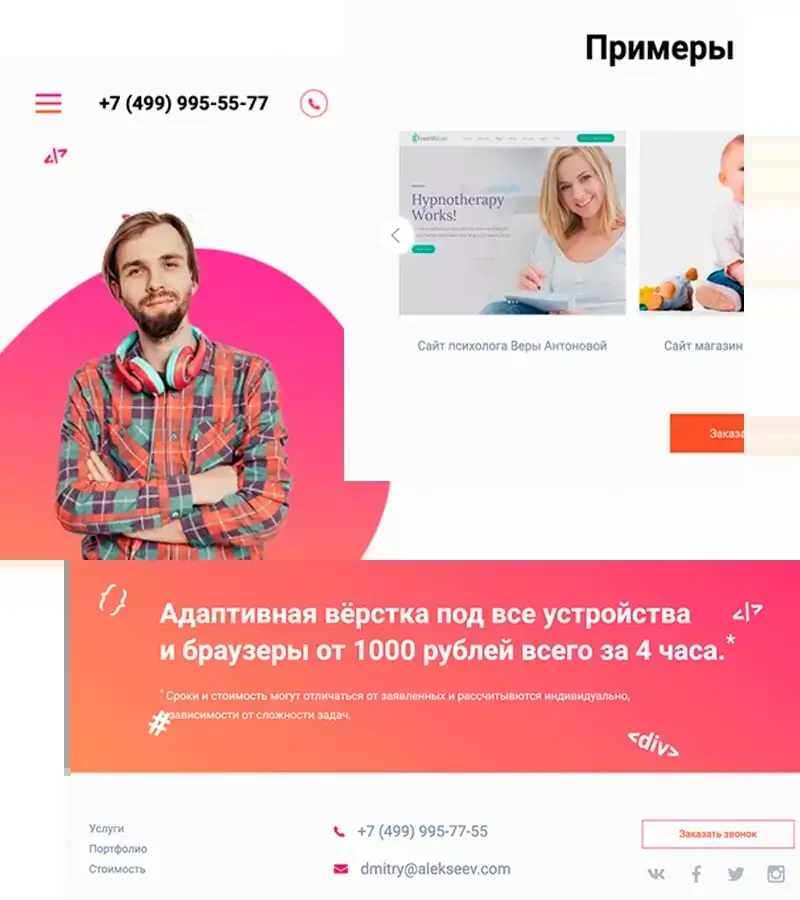 Примеры
+7 (499) 995-55-77
</>
Hypnotherapy
Works!
Сайт психолога Веры Антоновой
Сайт магазин
Заказа
{}
Адаптивная вёрстка под все устройства
</>
и браузеры от 1000 рублей всего за 4 часа.*
* Сроки и стоимость могут отличаться от заявленных и рассчитывются индивидуально,
зависимости от сложности задач.
#
<div>
Услуги
Портфолио
Стоимость
+7 (499) 995-77-55
dmitry@alekseev.com
Заказать звонок